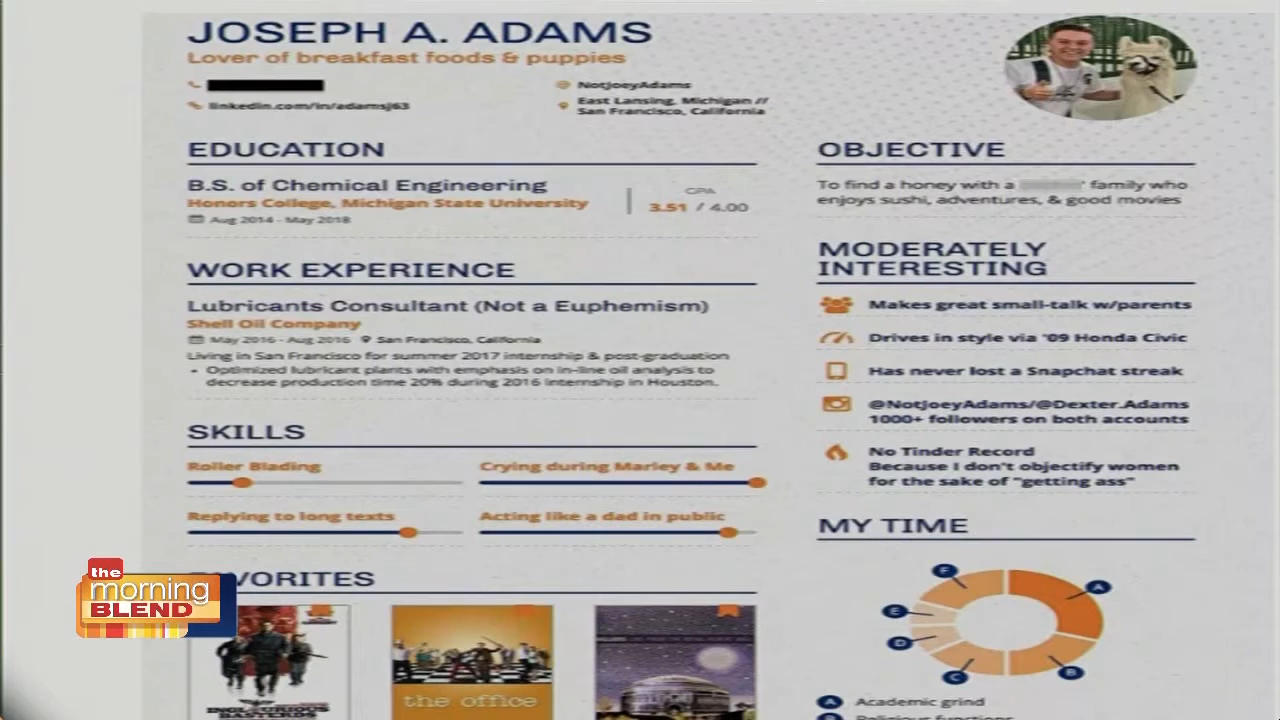 JOSEPH A. ADAMS
Lover of breakfast foods & puppies
NotJoeyAdams
linkedin.com/in/adamsj63
East Lansing, Michigan //
San Francisco, California
EDUCATION
B.S. of Chemical Engineering
Honors College, Michigan State University
Aug 2014 - May 2018
GPA
3.51 / 4.00
WORK EXPERIENCE
Lubricants Consultant (Not a Euphemism)
Shell Oil Company
May 2016 - Aug 2016 San Francisco, California
Living in San Francisco for summer 2017 internship & post-graduation
• Optimized lubricant plants with emphasis on in-line oil analysis to
decrease production time 20% during 2016 internship in Houston.
SKILLS
Roller Blading
Crying during Marley & Me
Replying to long texts
Acting like a dad in public
VORITES
INGLOURIOUS
BASTERDS
the office
OBJECTIVE
To find a honey with a ' family who
enjoys sushi, adventures, & good movies
MODERATELY
INTERESTING
Makes great small-talk w/parents
Drives in style via '09 Honda Civic
Has never lost a Snapchat streak
@NotJoeyAdams/@Dexter.Adams
1000+ followers on both accounts
No Tinder Record
Because I don't objectify women
for the sake of "getting ass"
MY TIME
F
A
E
D
C
B
A Academic grind
Religious functions
the
morning
BLEND